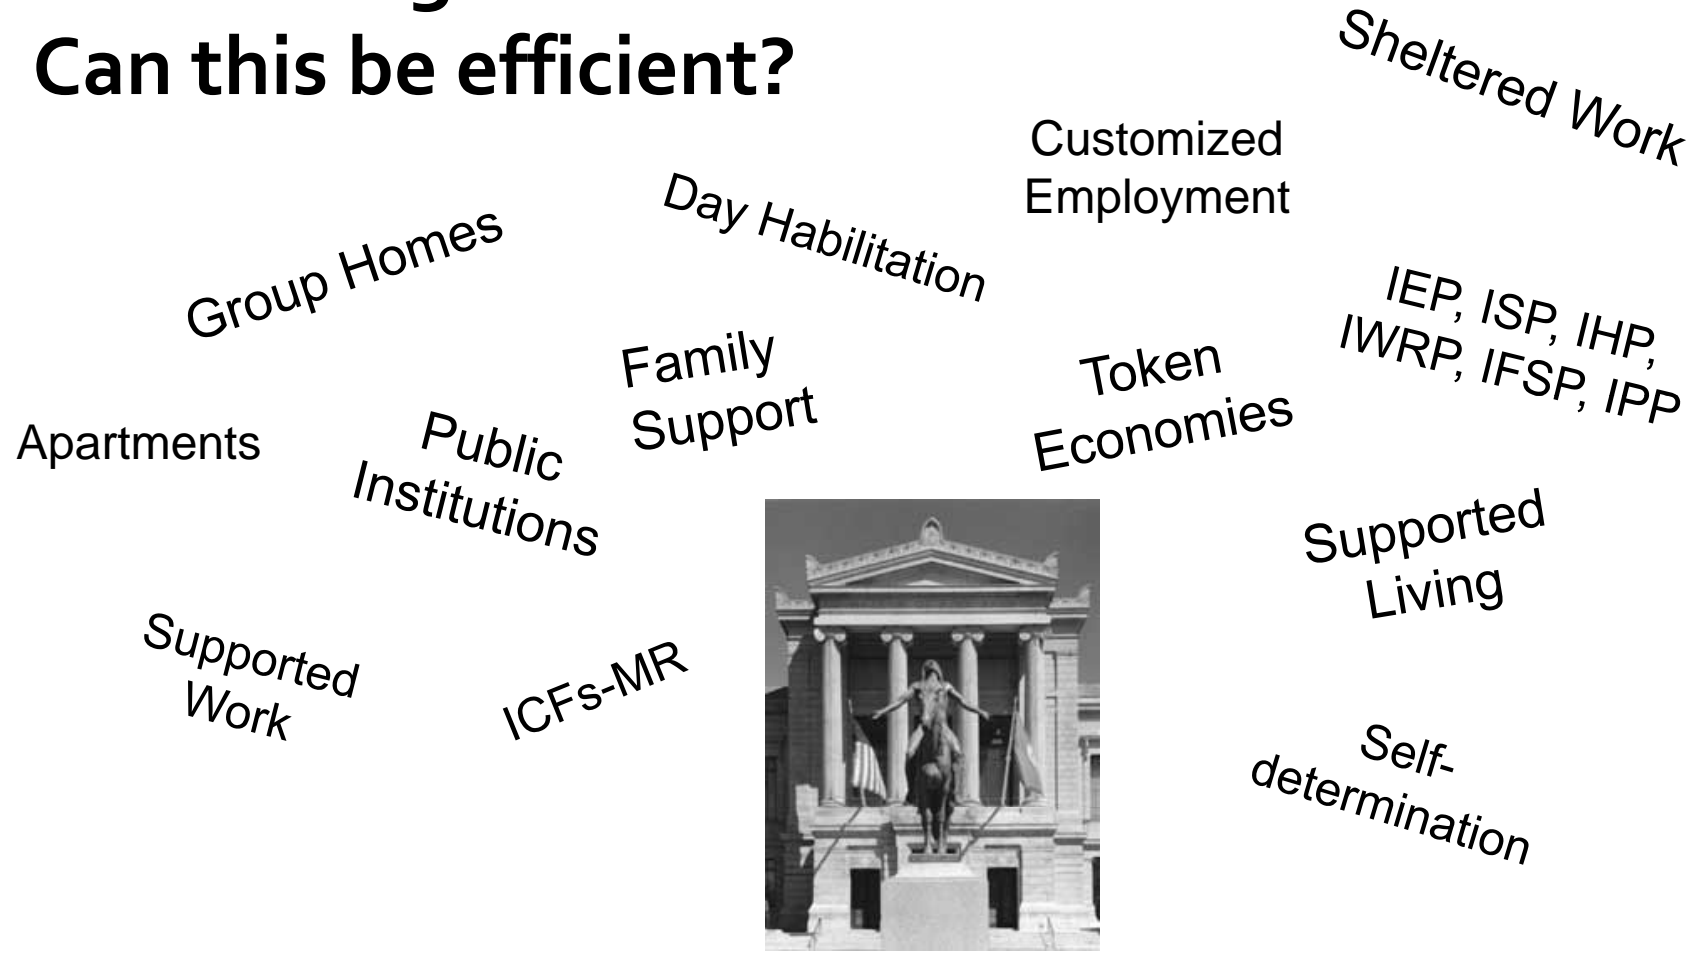 Can this be efficient?
Sheltered Work
Customized
Employment
Day Habilitation
Group Homes
IEP, ISP, IHP,
IWRP, IFSP, IPP
Family
Support
Token
Economies
Apartments
Public
Institutions
Supported
Living
Supported
Work
ICFs-MR
Self-
determination